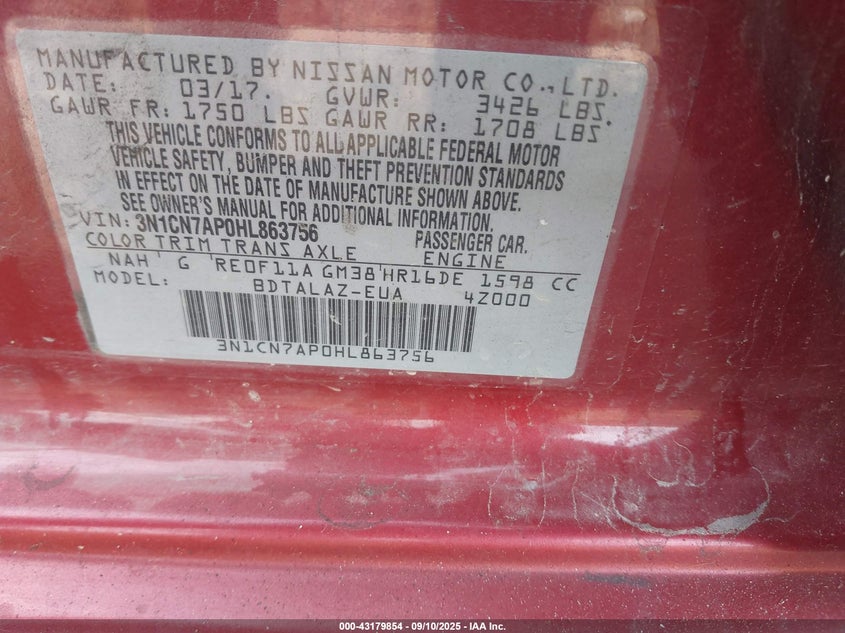 MANUFACTURED BY NISSAN MOTOR CO.,LTD.
DATE: 03/17. GVWR: 3426 LBS.
GAWR FR: 1750 LBS GAWR RR: 1708 LBS
THIS VEHICLE CONFORMS TO ALL APPLICABLE FEDERAL MOTOR
VEHICLE SAFETY, BUMPER AND THEFT PREVENTION STANDARDS
IN EFFECT ON THE DATE OF MANUFACTURE SHOWN ABOVE.
SEE OWNER'S MANUAL FOR ADDITIONAL INFORMATION.
VIN: 3N1CN7AP0HL863756 PASSENGER CAR.
COLOR TRIM TRANS AXLE ENGINE
NAH G RE0F11A GM38 HR16DE 1598 CC
MODEL: BDTALAZ-EUA 4Z000
3N1CN7AP0HL863756
000-43179854 - 09/10/2025 - IAA Inc.